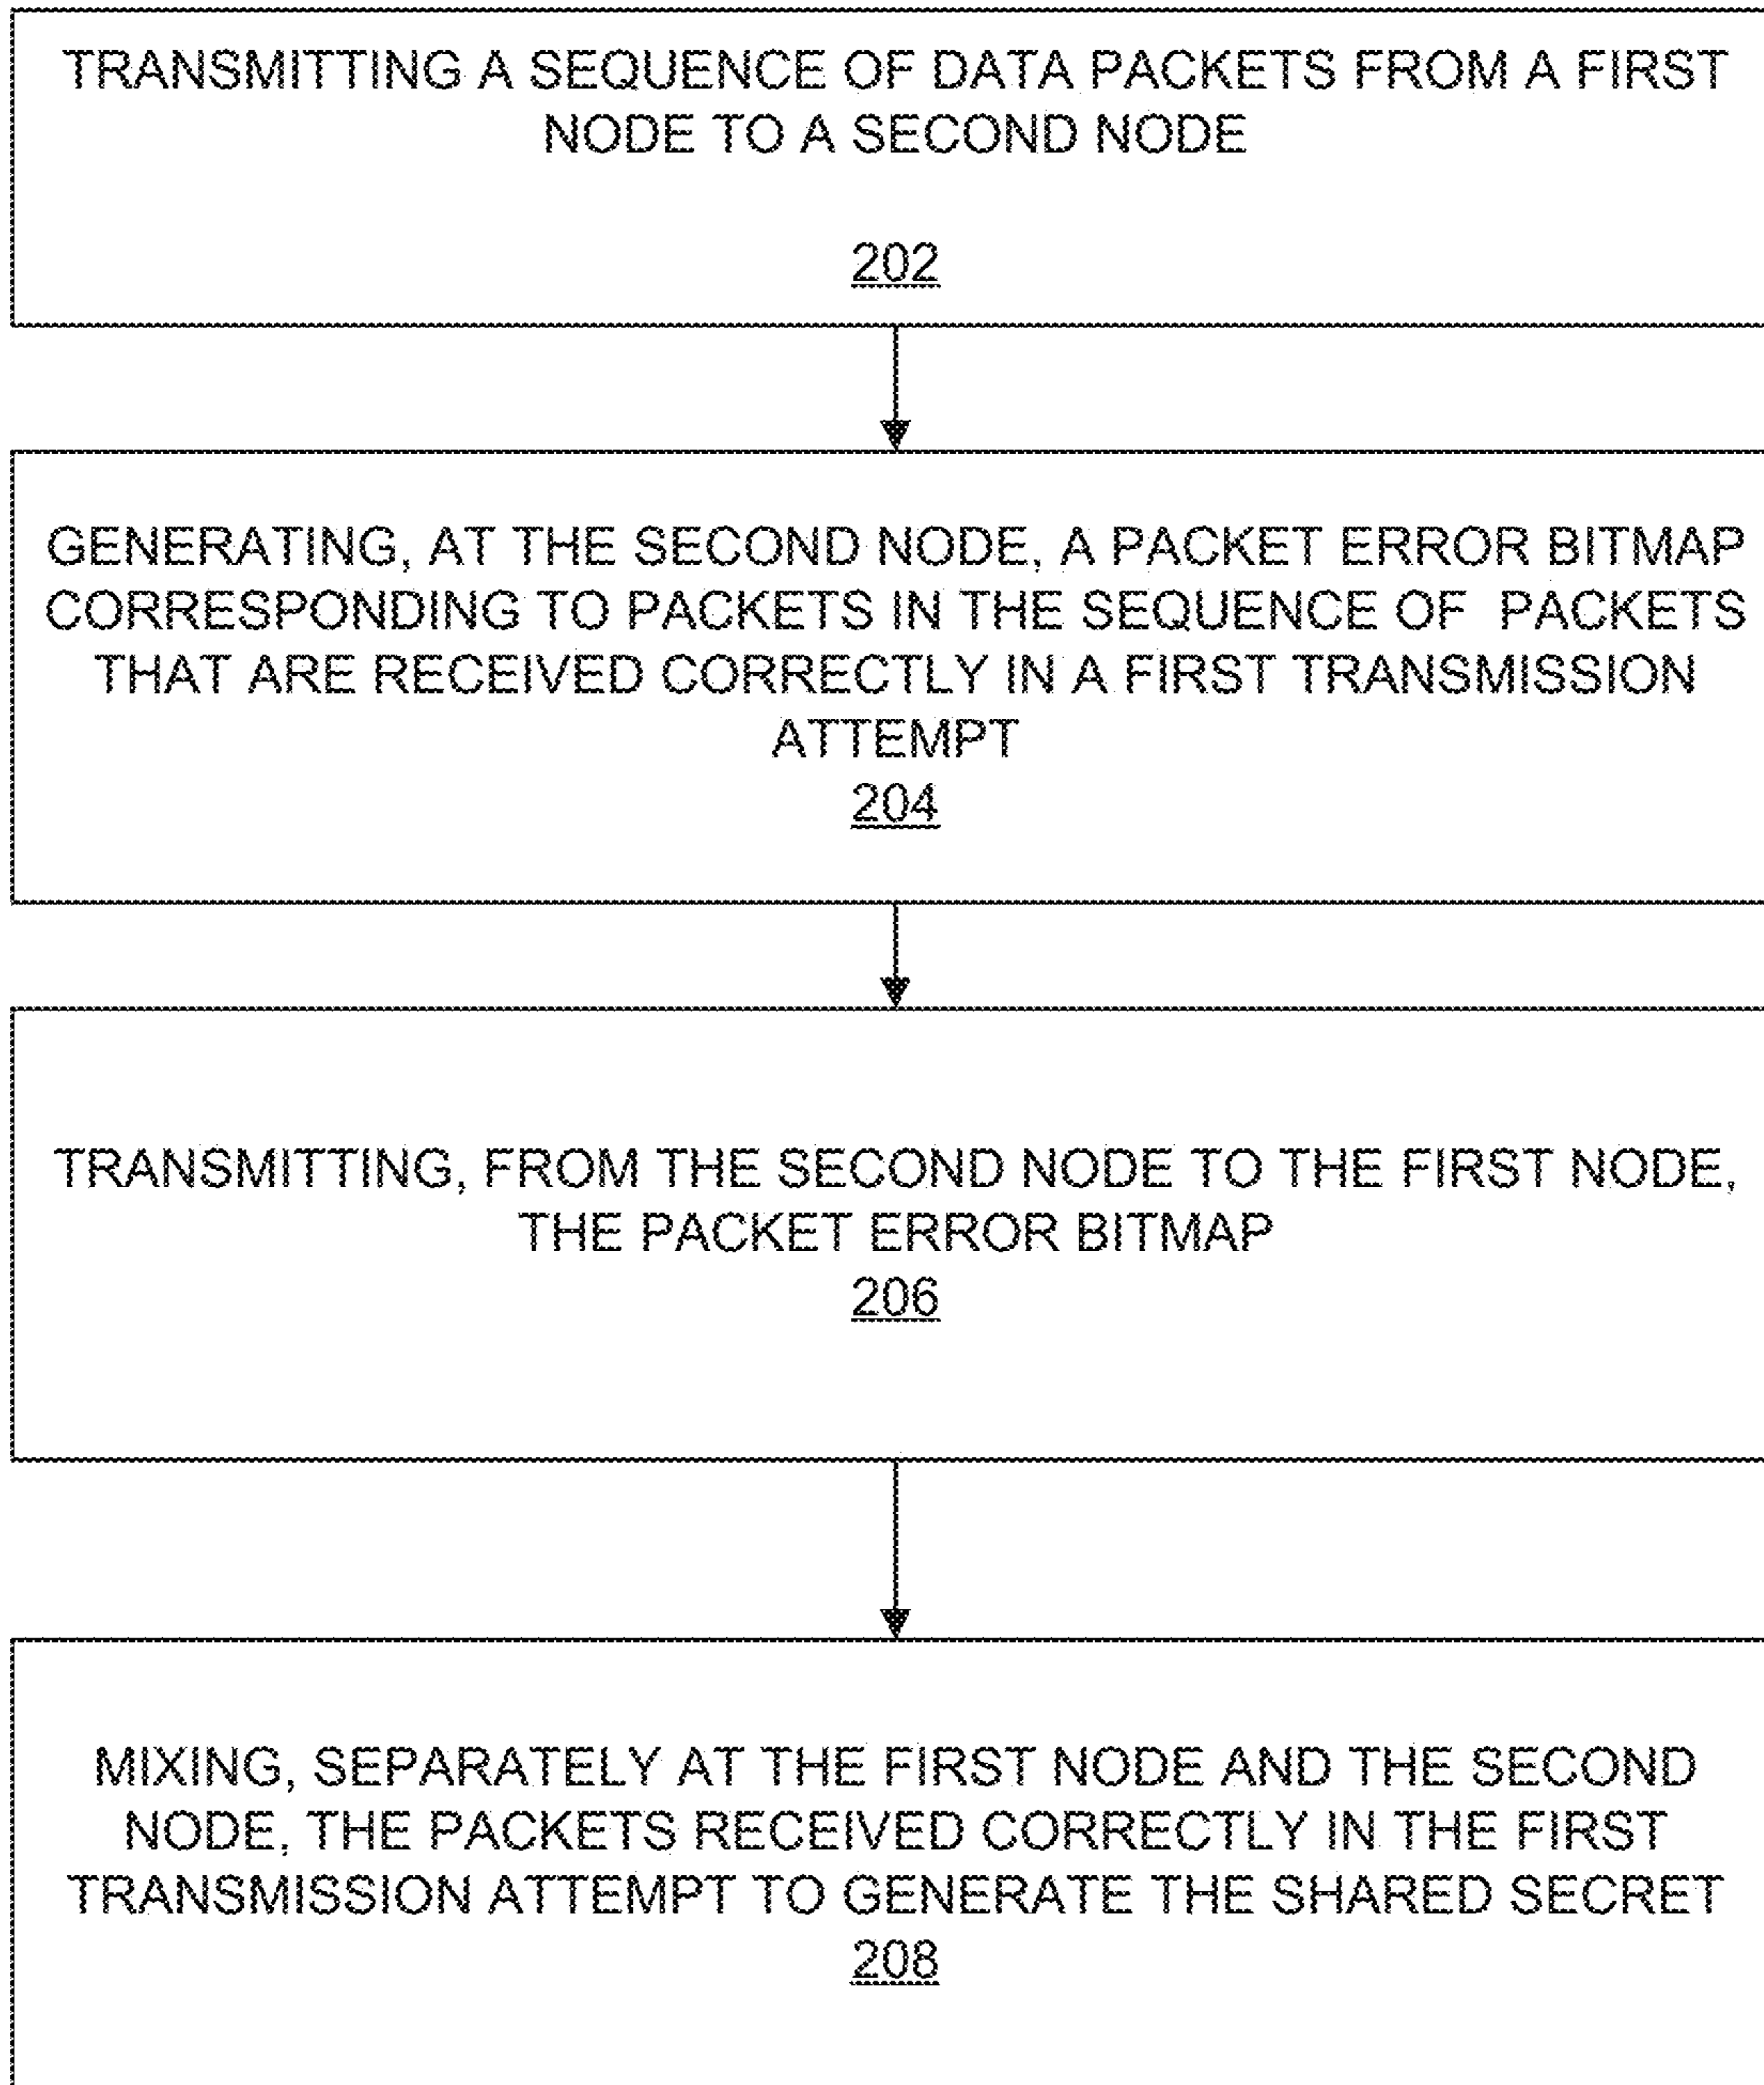 TRANSMITTING A SEQUENCE OF DATA PACKETS FROM A FIRST
NODE TO A SECOND NODE
202
GENERATING, AT THE SECOND NODE, A PACKET ERROR BITMAP
CORRESPONDING TO PACKETS IN THE SEQUENCE OF PACKETS
THAT ARE RECEIVED CORRECTLY IN A FIRST TRANSMISSION
ATTEMPT
204
TRANSMITTING, FROM THE SECOND NODE TO THE FIRST NODE,
THE PACKET ERROR BITMAP
206
MIXING, SEPARATELY AT THE FIRST NODE AND THE SECOND
NODE, THE PACKETS RECEIVED CORRECTLY IN THE FIRST
TRANSMISSION ATTEMPT TO GENERATE THE SHARED SECRET
208